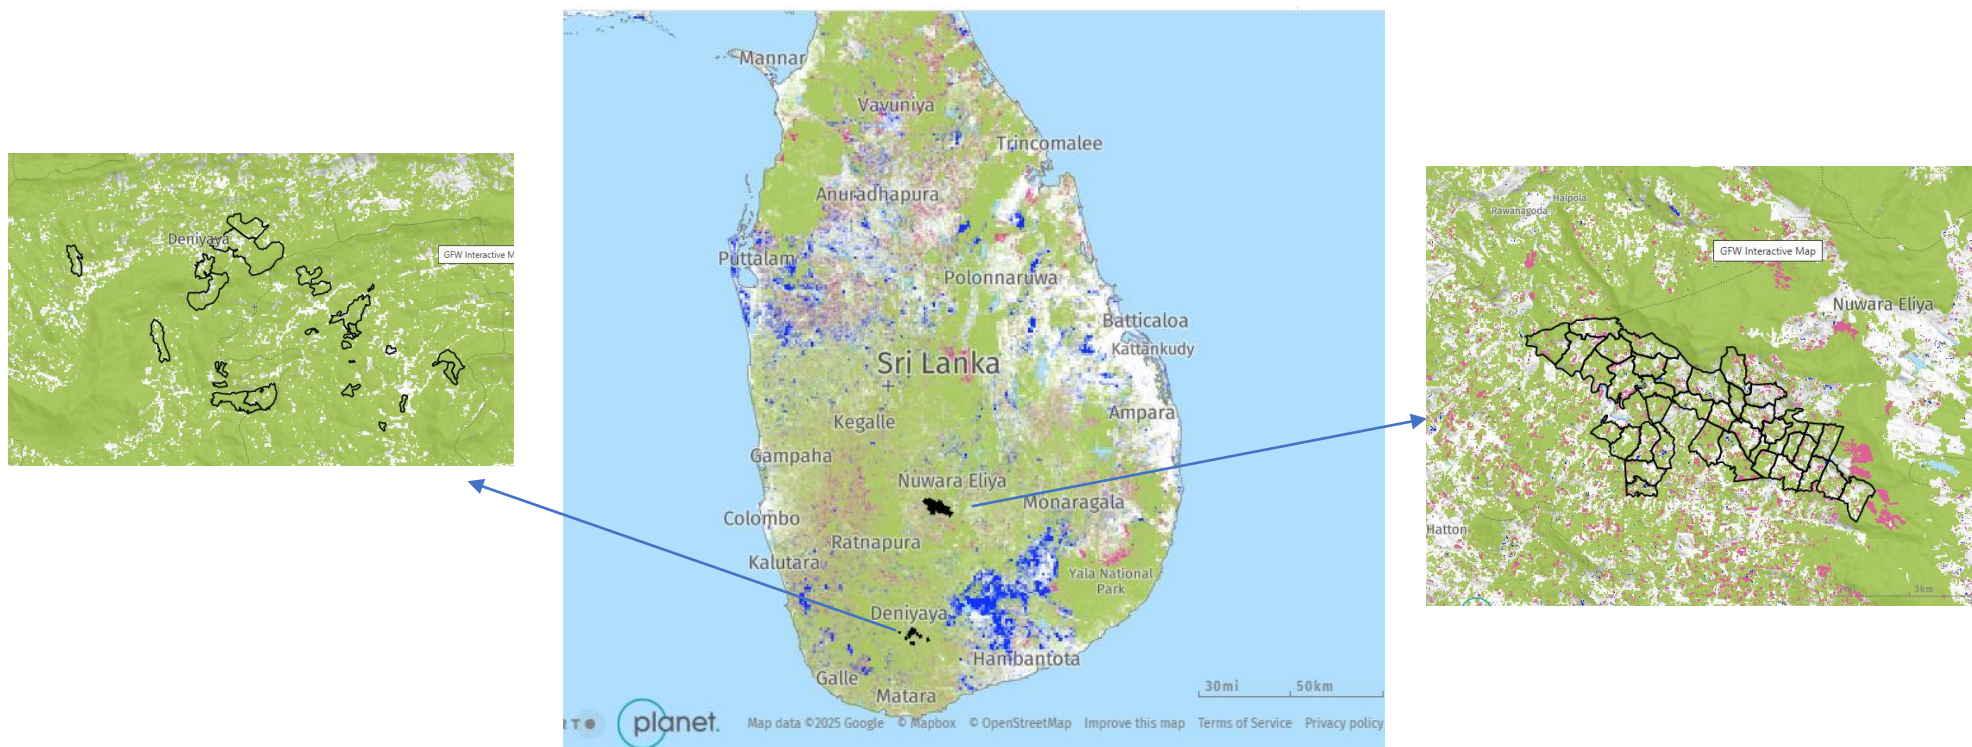 Deniyaya
GFW Interactive M
Mannar
Vavuniya
Trincomalee
Anuradhapura
Puttalam
Polonnaruwa
Batticaloa
Kattankudy
Sri Lanka
Ampara
Kegalle
Gampaha
Nuwara Eliya
Monaragala
Colombo
Ratnapura
Kalutara
Yala National
Park
Deniyaya
Hambantota
Galle
Matara
30mi 50km
RTO planet. Map data ©2025 Google © Mapbox © OpenStreetMap Improve this map Terms of Service Privacy policy
Halpola
Rawanagoda
GFW Interactive Map
Nuwara Eliya
Hatton
3km